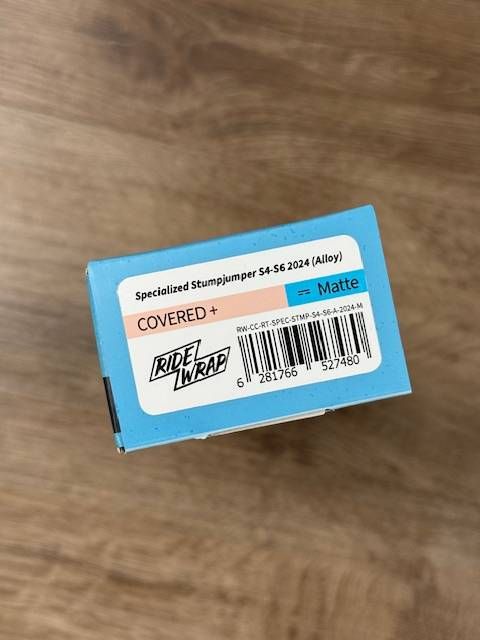 Specialized Stumpjumper S4-S6 2024 (Alloy)
COVERED +
Matte
RW-CC-RT-SPEC-STMP-S4-S6-A-2024-M
RIDE
WRAP
6 281766 527480